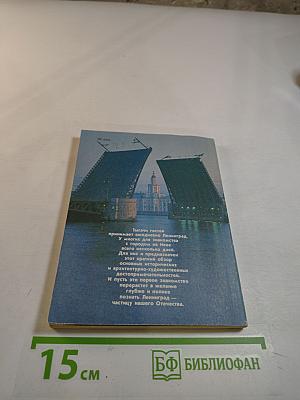 Тысячи гостей
принимает ежедневно Ленинград.
У многих для знакомства
с городом на Неве
всего несколько дней.
Для них и предназначен
этот краткий обзор
основных исторических
и архитектурно-художественных
достопримечательностей.
И пусть это первое знакомство
перерастет в желание
глубже и полнее
познать Ленинград —
частицу нашего Отечества.
15 см
БФ БИБЛИОФАН